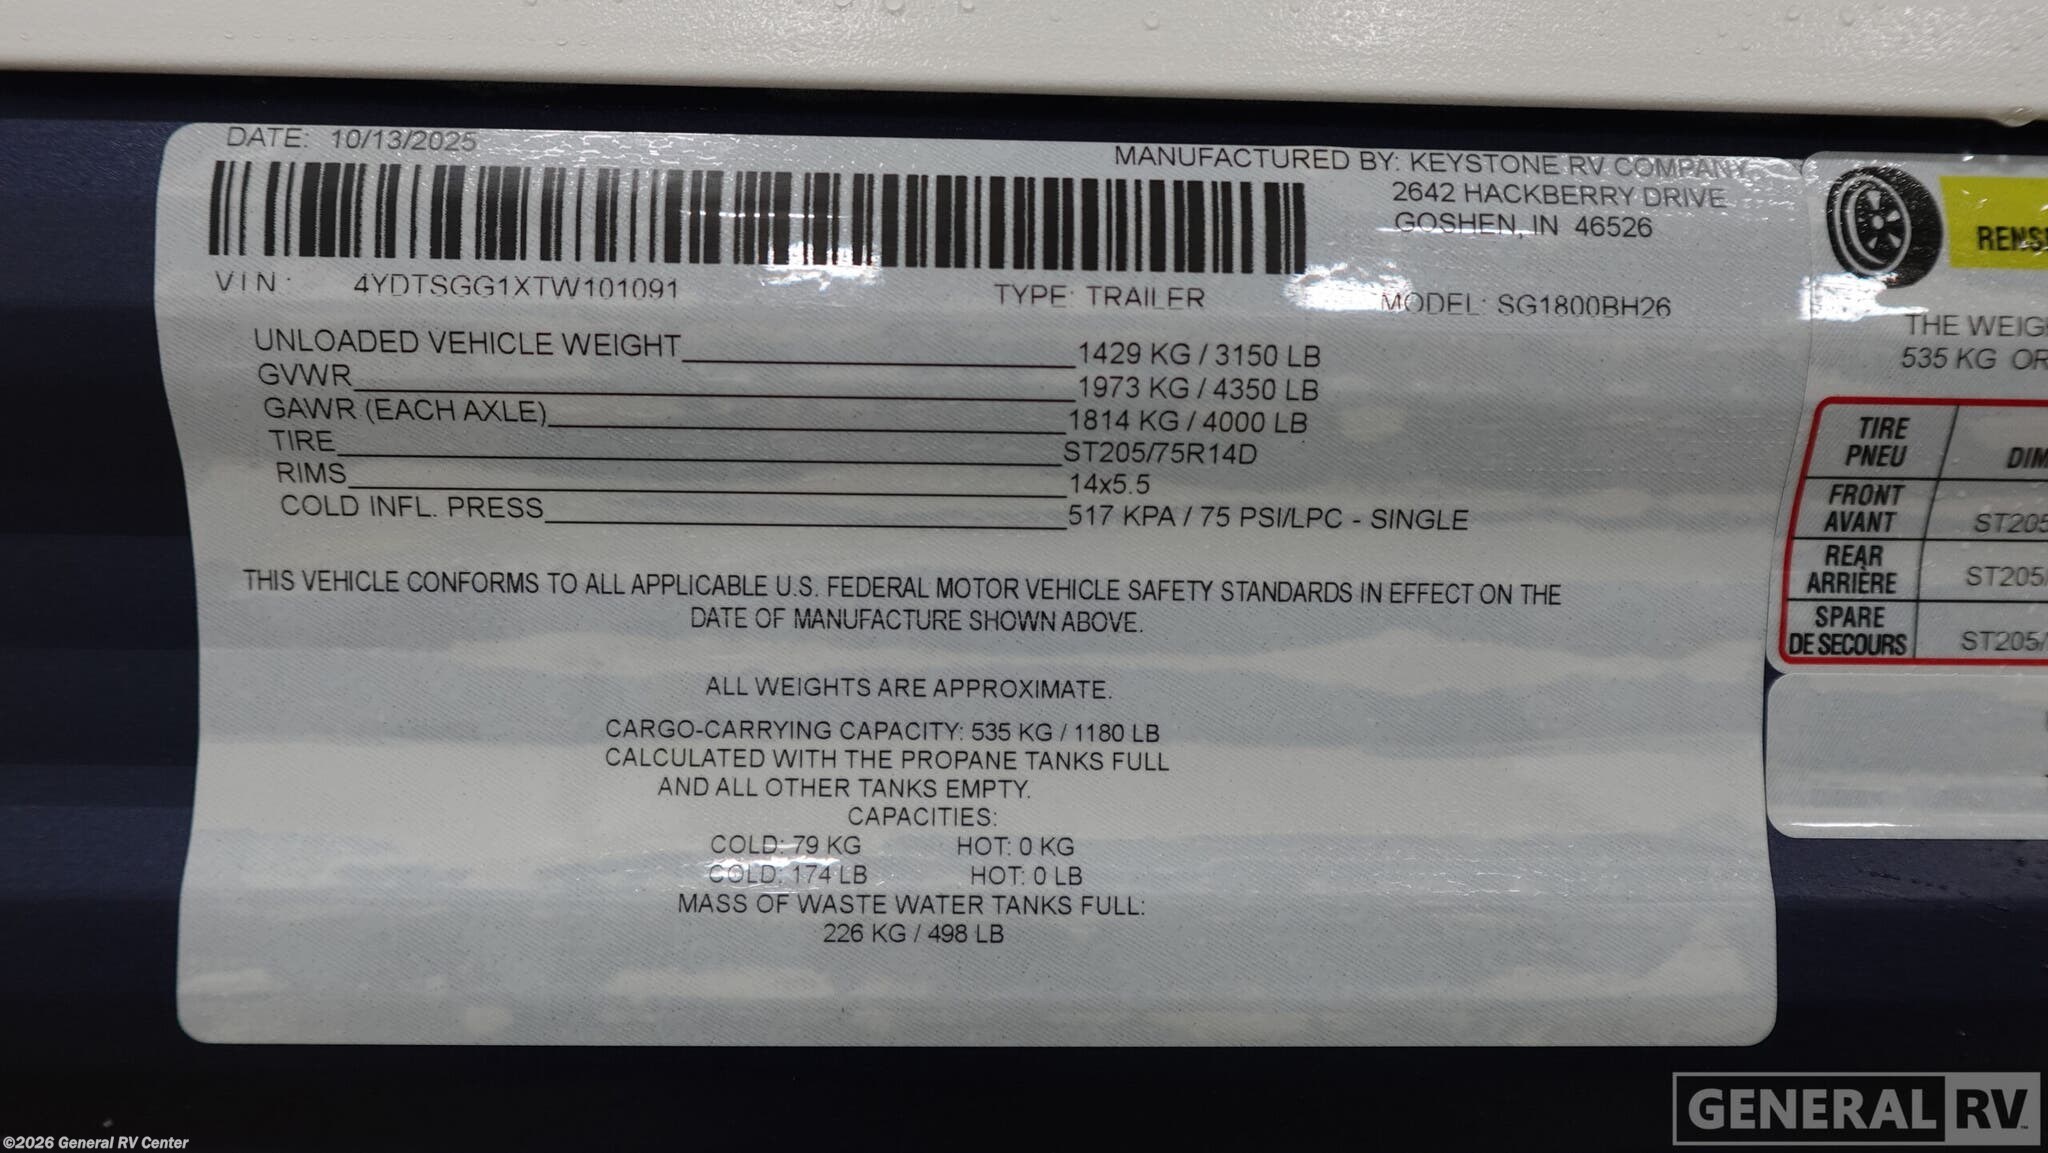 DATE: 10/13/2025
MANUFACTURED BY: KEYSTONE RV COMPANY
2642 HACKBERRY DRIVE
GOSHEN, IN 46526
VIN: 4YDTSGG1XTW101091 TYPE: TRAILER MODEL: SG1800BH26
UNLOADED VEHICLE WEIGHT 1429 KG / 3150 LB
GVWR 1973 KG / 4350 LB
GAWR (EACH AXLE) 1814 KG / 4000 LB
TIRE ST205/75R14D
RIMS 14x5.5
COLD INFL. PRESS 517 KPA / 75 PSI/LPC - SINGLE
THIS VEHICLE CONFORMS TO ALL APPLICABLE U.S. FEDERAL MOTOR VEHICLE SAFETY STANDARDS IN EFFECT ON THE
DATE OF MANUFACTURE SHOWN ABOVE.
ALL WEIGHTS ARE APPROXIMATE.
CARGO-CARRYING CAPACITY: 535 KG / 1180 LB
CALCULATED WITH THE PROPANE TANKS FULL
AND ALL OTHER TANKS EMPTY.
CAPACITIES:
COLD: 79 KG HOT: 0 KG
COLD: 174 LB HOT: 0 LB
MASS OF WASTE WATER TANKS FULL:
226 KG / 498 LB
RENS
THE WEIG
535 KG OR
TIRE
PNEU DIM
FRONT
AVANT ST205
REAR
ARRIÈRE ST205/
SPARE
DE SECOURS ST205/
GENERAL RV
©2026 General RV Center